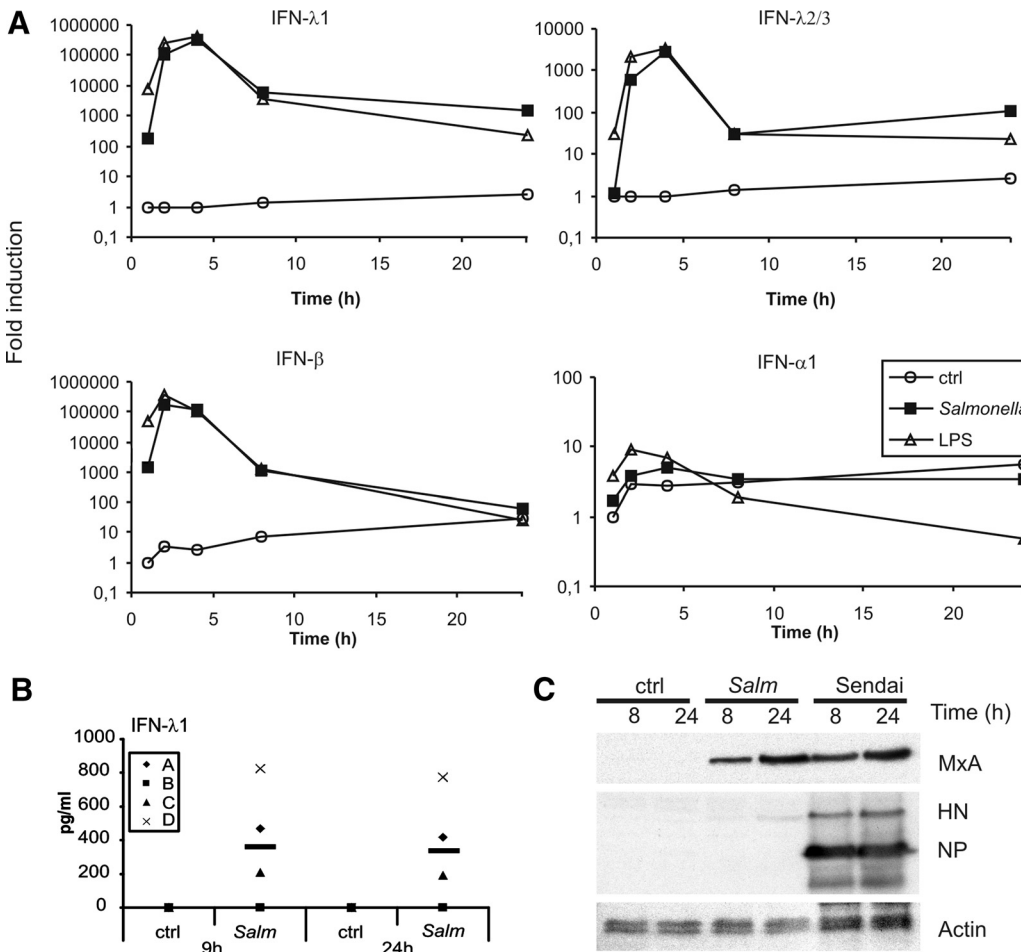 A
IFN-λ1
1000000
100000
10000
1000
100
10
1
0,1
0 5 10 15 20
Time (h)
IFN-λ2/3
10000
1000
100
10
1
0,1
0 5 10 15 20
Time (h)
Fold induction
IFN-β
1000000
100000
10000
1000
100
10
1
0,1
0 5 10 15 20
Time (h)
IFN-α1
100
10
1
0,1
0 5 10 15 20
Time (h)
ctrl
Salmonella
LPS
B
IFN-λ1
1000
800
600
400
200
0
pg/ml
A
B
C
D
ctrl Salm ctrl Salm
9h 24h
C
ctrl Salm Sendai
8 24 8 24 8 24 Time (h)
MxA
HN
NP
Actin